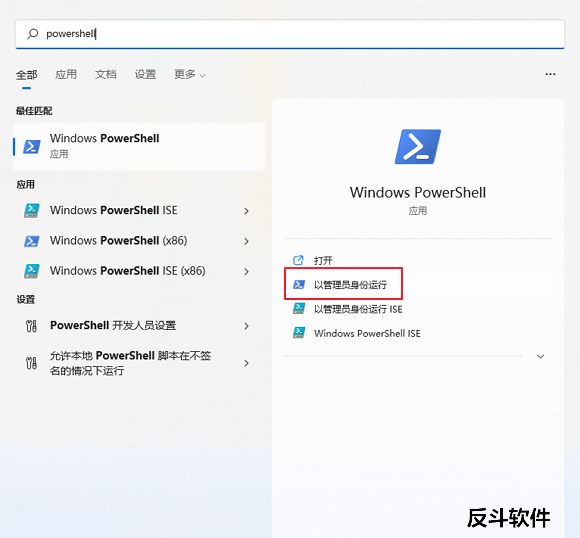 powershell
全部 应用 文档 设置 更多
最佳匹配
Windows PowerShell
应用
应用
Windows PowerShell ISE
Windows PowerShell (x86)
Windows PowerShell ISE (x86)
设置
PowerShell 开发人员设置
允许本地 PowerShell 脚本在不签
名的情况下运行
Windows PowerShell
应用
打开
以管理员身份运行
以管理员身份运行 ISE
Windows PowerShell ISE
反斗软件